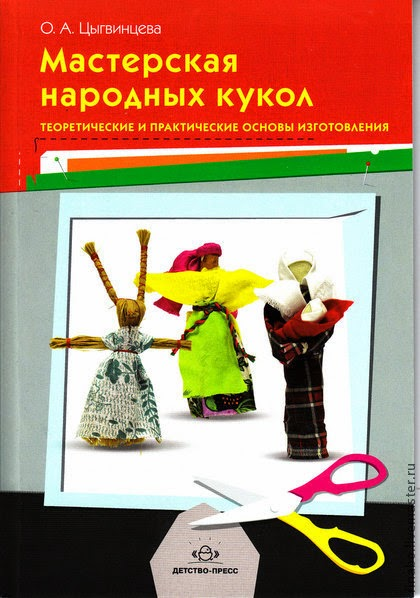 О. А. Цыгвинцева
Мастерская
народных кукол
ТЕОРЕТИЧЕСКИЕ И ПРАКТИЧЕСКИЕ ОСНОВЫ ИЗГОТОВЛЕНИЯ
ДЕТСТВО-ПРЕСС